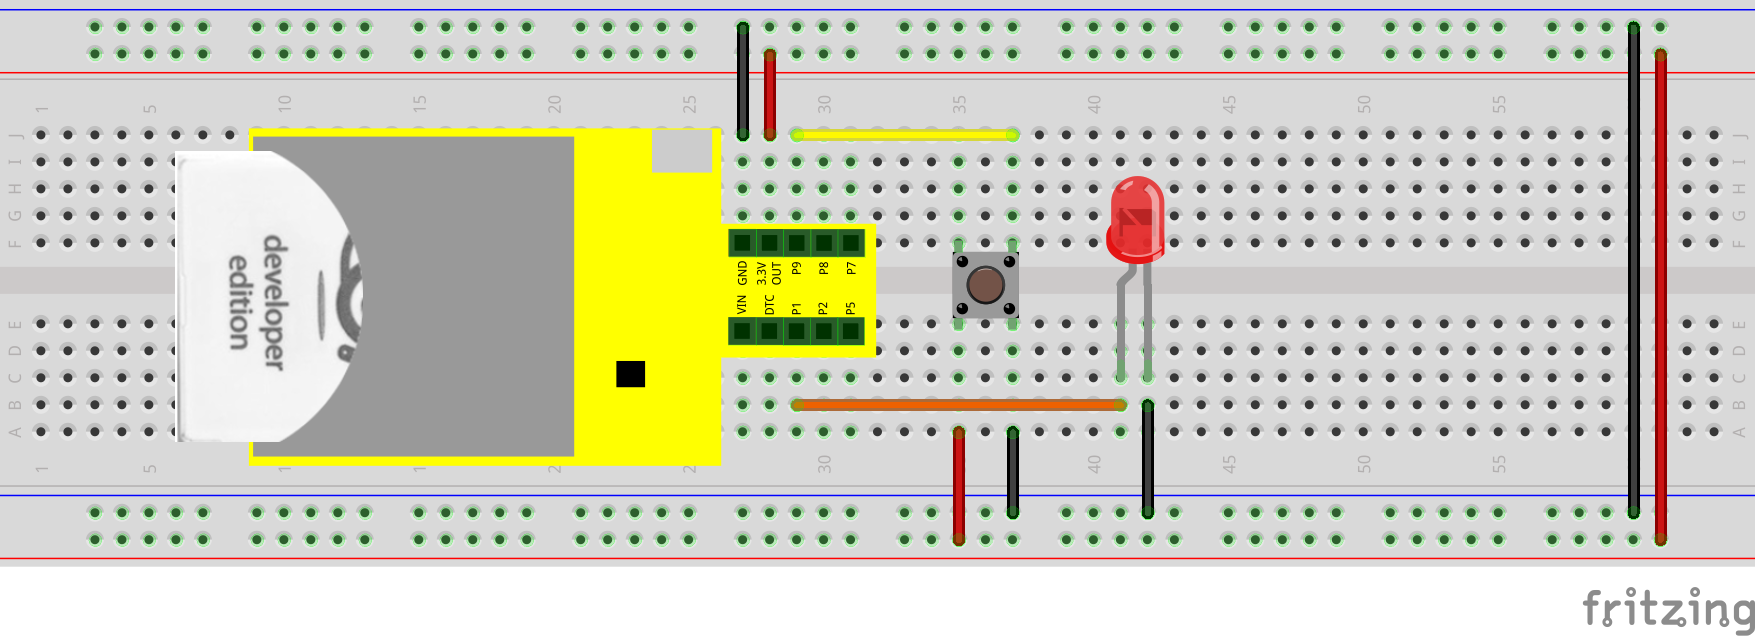 1 5 10 15 20 25 30 35 40 45 50 55
J J
I I
H H
G G
F F
GND 3.3V OUT P9 P8 P7
VIN DTC P1 P2 P5
developer
edition
E E
D D
C C
B B
A A
1 5 1 1 2 2 30 35 40 45 50 55
fritzing